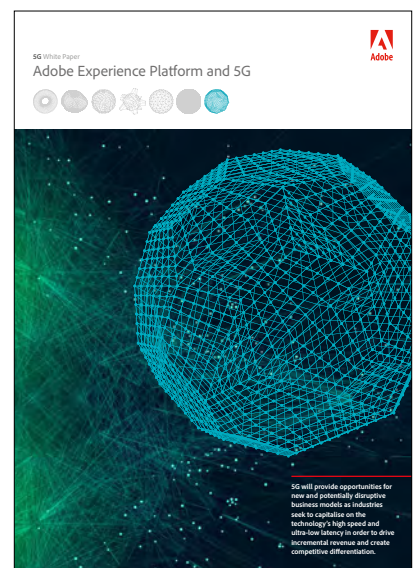 5G White Paper
Adobe Experience Platform and 5G
Adobe
5G will provide opportunities for
new and potentially disruptive
business models as industries
seek to capitalise on the
technology's high speed and
ultra-low latency in order to drive
incremental revenue and create
competitive differentiation.